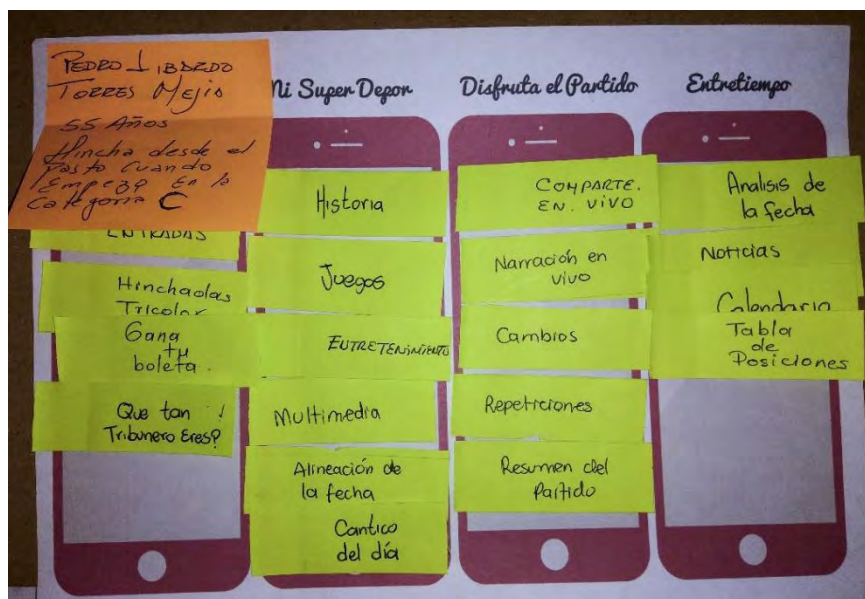 PEDRO LIBARDO
TORRES MEJIA
55 AÑOS
Hincha desde el
Pasto cuando
Empezo En la
Categoria C
ENTRADAS
Hinchadas
Tricolor
Gana
tu
boleta.
Que tan
Tribunero Eres?
Mi Super Depor
Historia
Juegos
ENTRETENIMIENTO
Multimedia
Alineación de
la fecha
Cantico
del día
Disfruta el Partido
COMPARTE.
EN. VIVO
Narración en
vivo
Cambios
Repeticiones
Resumen del
Partido
Entretiempo
Analisis de
la fecha
Noticias
Calendario
Tabla
de
Posiciones